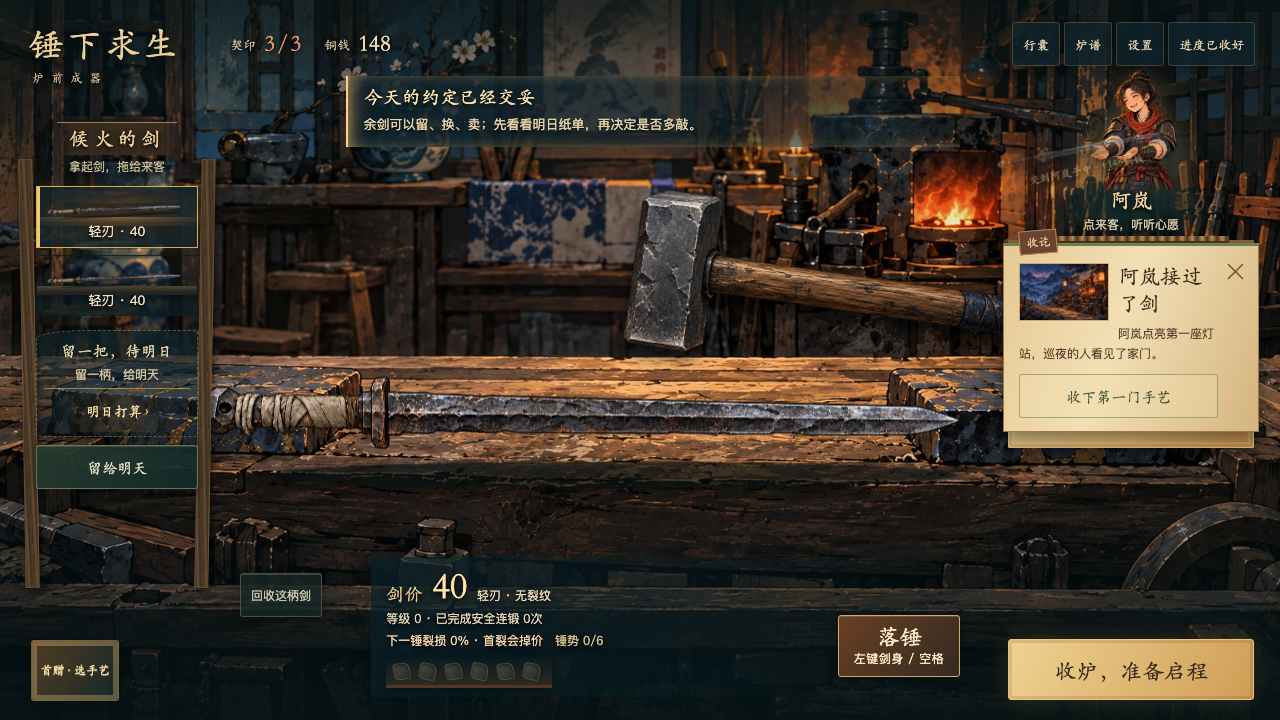 锤下求生
炉前成器
契印 3/3 铜钱 148
行囊
炉谱
设置
进度已收好
今天的约定已经交妥
余剑可以留、换、卖；先看看明日纸单，再决定是否多敲。
候火的剑
拿起剑，拖给来客
轻刃 · 40
轻刃 · 40
留一把，待明日
留一柄，给明天
明日打算›
留给明天
阿岚
点来客，听听心愿
收讫
阿岚接过
了剑
阿岚点亮第一座灯
站，巡夜的人看见了家门。
收下第一门手艺
回收这柄剑
剑价 40 轻刃 · 无裂纹
等级 0 · 已完成安全连锻 0次
下一锤裂损 0% · 首裂会掉价 锤势 0/6
落锤
左键剑身 / 空格
首赠·选手艺
收炉，准备启程